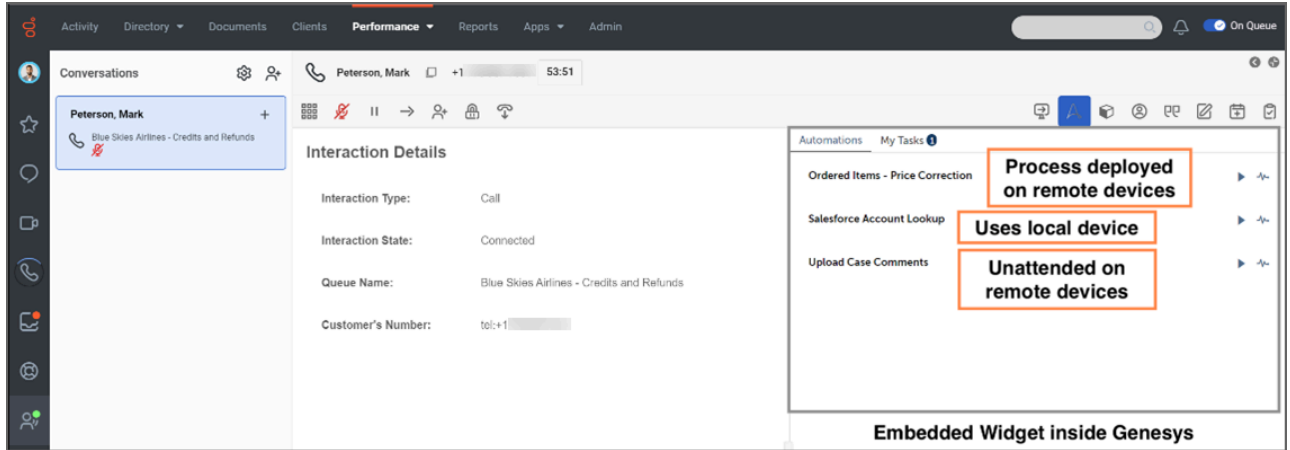 Activity Directory Documents Clients Performance Reports Apps Admin On Queue
Conversations
Peterson, Mark
Blue Skies Airlines - Credits and Refunds
Peterson, Mark +1 53:51
Interaction Details
Interaction Type: Call
Interaction State: Connected
Queue Name: Blue Skies Airlines - Credits and Refunds
Customer's Number: tel:+1
Automations My Tasks 1
Ordered Items - Price Correction
Process deployed
on remote devices
Salesforce Account Lookup
Uses local device
Upload Case Comments
Unattended on
remote devices
Embedded Widget inside Genesys